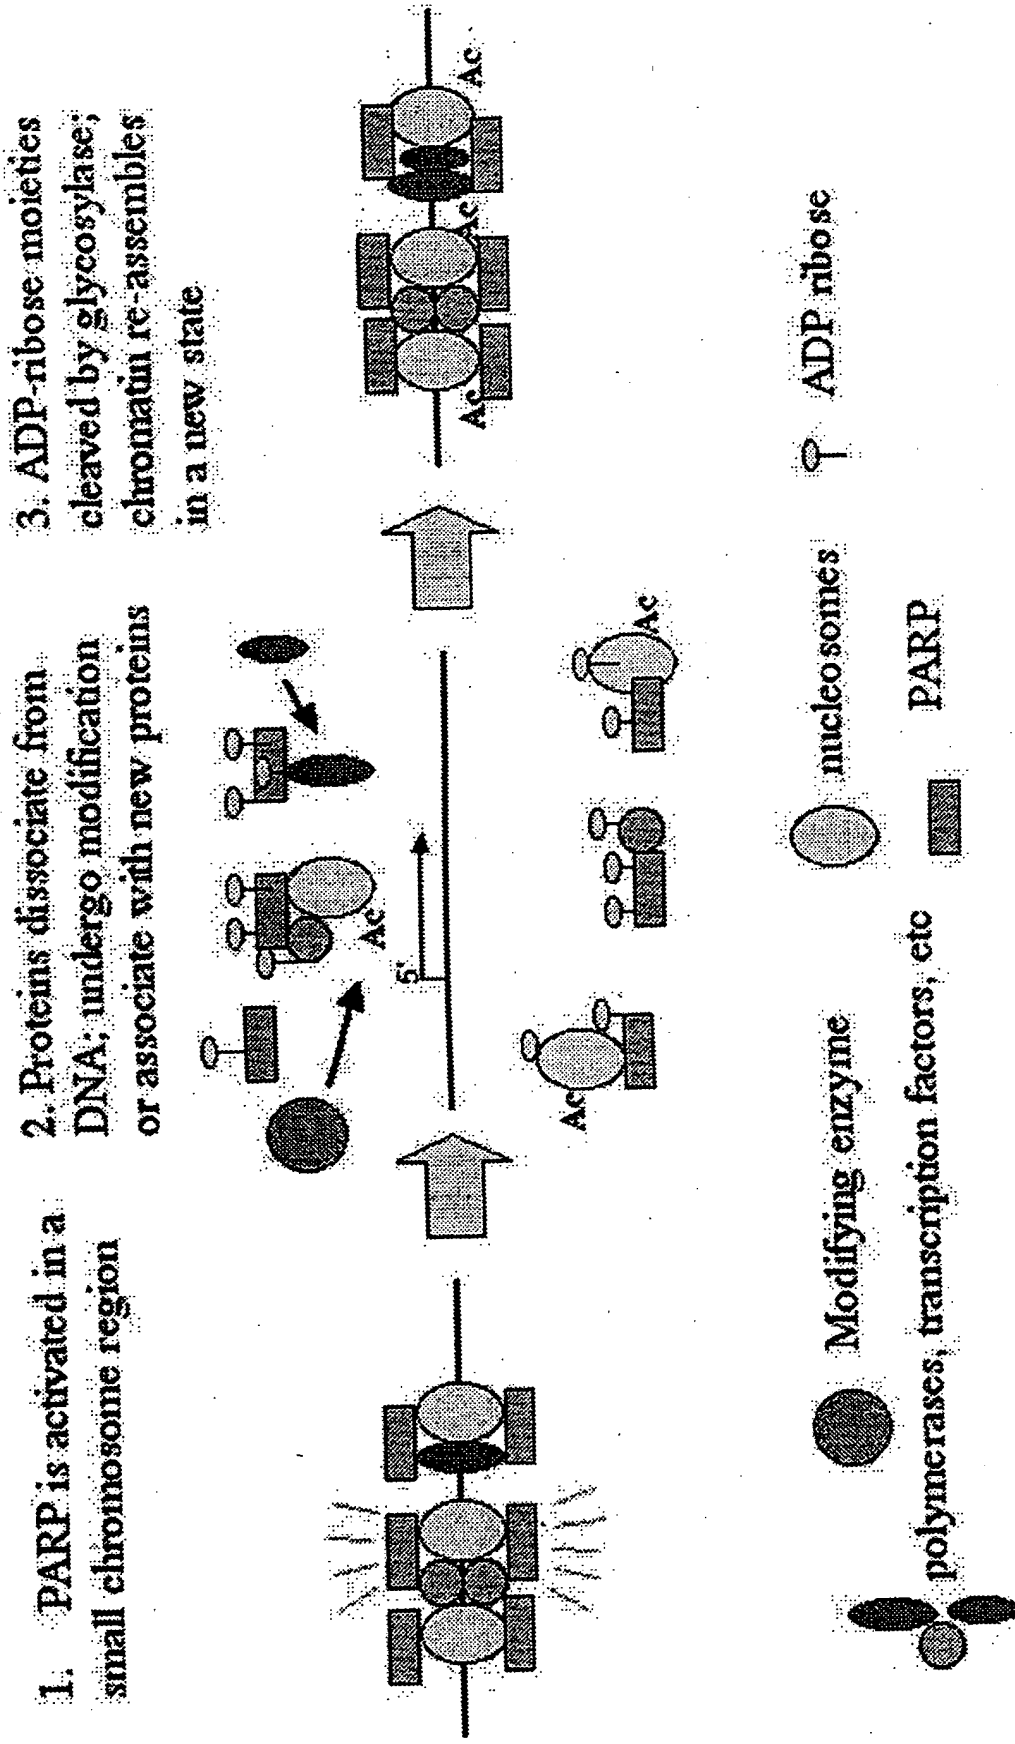 1. PARP is activated in a
small chromosome region
2. Proteins dissociate from
DNA; undergo modification
or associate with new proteins
3. ADP-ribose moieties
cleaved by glycosylase;
chromatin re-assembles
in a new state
5'
Ac
Ac
Ac
Ac
Ac
Ac
Modifying enzyme
nucleosomes
ADP ribose
polymerases, transcription factors, etc
PARP